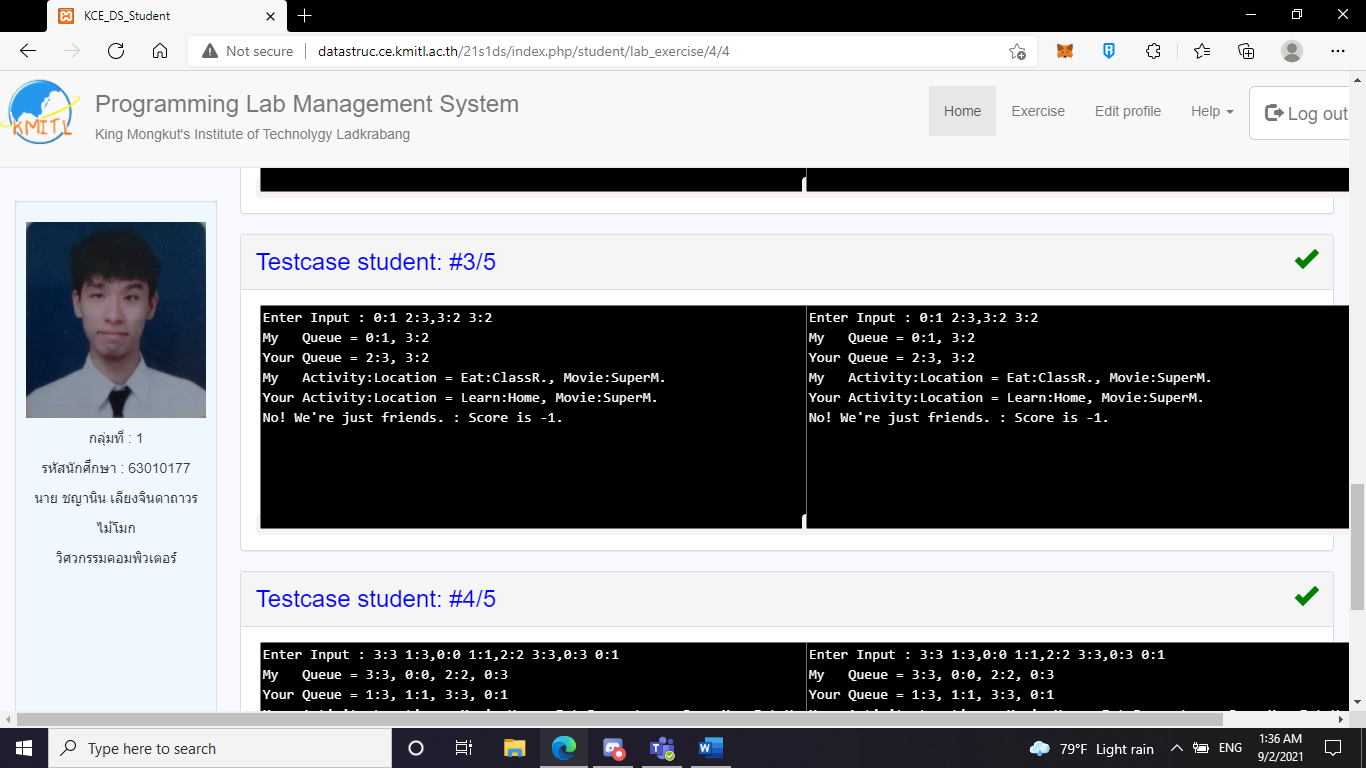 KCE_DS_Student
Not secure
datastruc.ce.kmitl.ac.th/21s1ds/index.php/student/lab_exercise/4/4
KMITL
Programming Lab Management System
King Mongkut's Institute of Technolygy Ladkrabang
Home
Exercise
Edit profile
Help
Log out
กลุ่มที่ : 1
รหัสนักศึกษา : 63010177
นาย ชญานิน เลียงจินดาถาวร
ไม้โมก
วิศวกรรมคอมพิวเตอร์
Testcase student: #3/5
Enter Input : 0:1 2:3,3:2 3:2
My   Queue = 0:1, 3:2
Your Queue = 2:3, 3:2
My   Activity:Location = Eat:ClassR., Movie:SuperM.
Your Activity:Location = Learn:Home, Movie:SuperM.
No! We're just friends. : Score is -1.
Enter Input : 0:1 2:3,3:2 3:2
My   Queue = 0:1, 3:2
Your Queue = 2:3, 3:2
My   Activity:Location = Eat:ClassR., Movie:SuperM.
Your Activity:Location = Learn:Home, Movie:SuperM.
No! We're just friends. : Score is -1.
Testcase student: #4/5
Enter Input : 3:3 1:3,0:0 1:1,2:2 3:3,0:3 0:1
My   Queue = 3:3, 0:0, 2:2, 0:3
Your Queue = 1:3, 1:1, 3:3, 0:1
Enter Input : 3:3 1:3,0:0 1:1,2:2 3:3,0:3 0:1
My   Queue = 3:3, 0:0, 2:2, 0:3
Your Queue = 1:3, 1:1, 3:3, 0:1
Type here to search
79°F Light rain
ENG
1:36 AM
9/2/2021